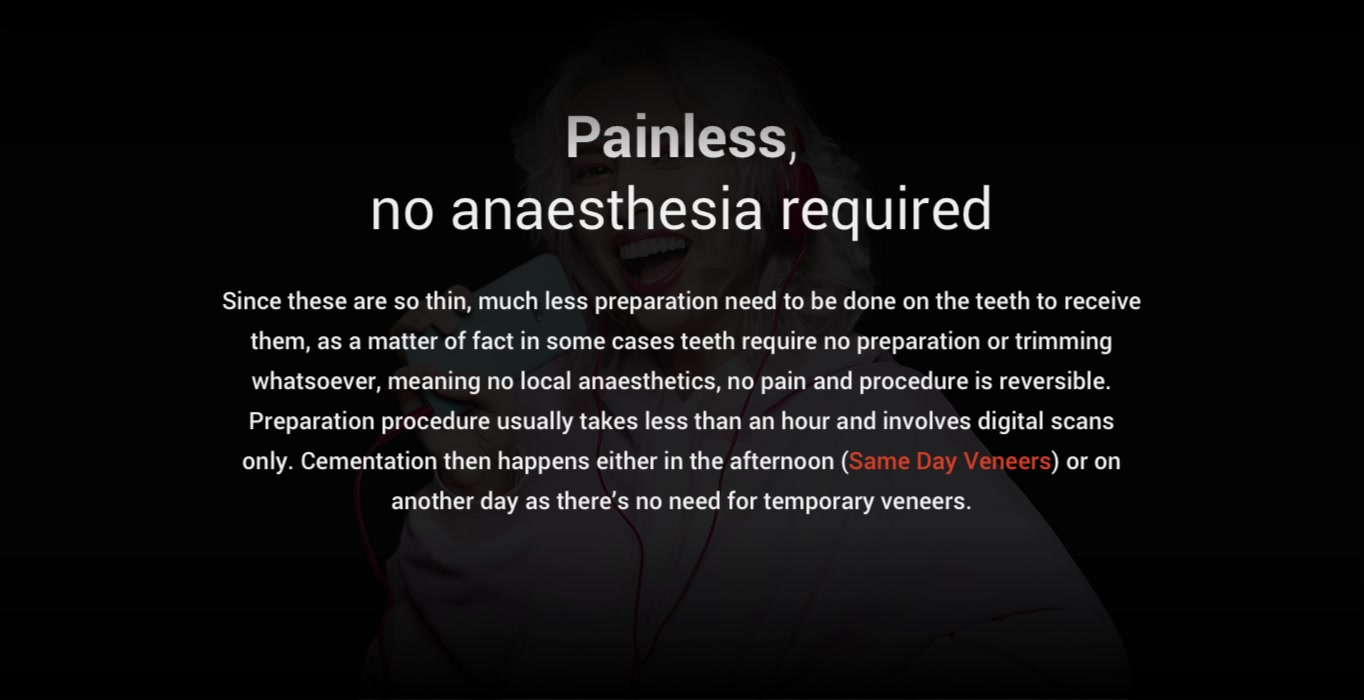 Painless,
no anaesthesia required
Since these are so thin, much less preparation need to be done on the teeth to receive
them, as a matter of fact in some cases teeth require no preparation or trimming
whatsoever, meaning no local anaesthetics, no pain and procedure is reversible.
Preparation procedure usually takes less than an hour and involves digital scans
only. Cementation then happens either in the afternoon (Same Day Veneers) or on
another day as there’s no need for temporary veneers.